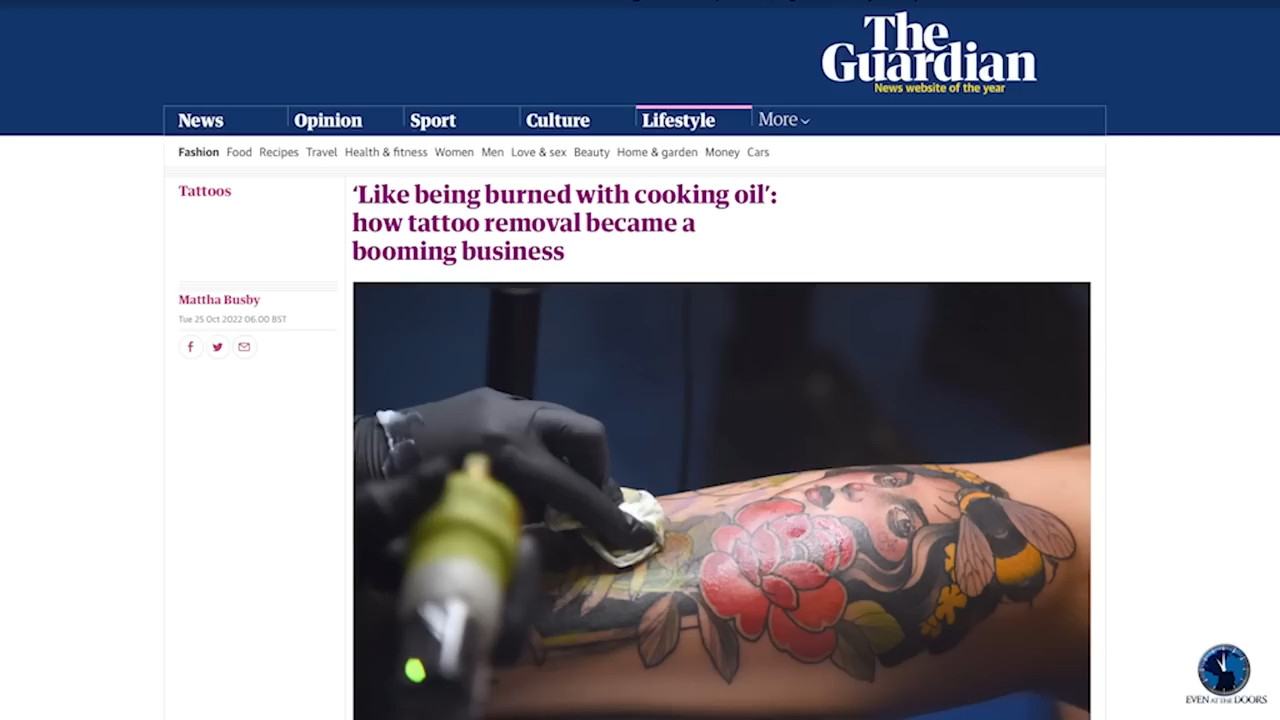 The
Guardian
News website of the year
News Opinion Sport Culture Lifestyle More
Fashion Food Recipes Travel Health & fitness Women Men Love & sex Beauty Home & garden Money Cars
Tattoos
‘Like being burned with cooking oil’:
how tattoo removal became a
booming business
Mattha Busby
Tue 25 Oct 2022 06.00 BST
EVEN AT THE DOORS